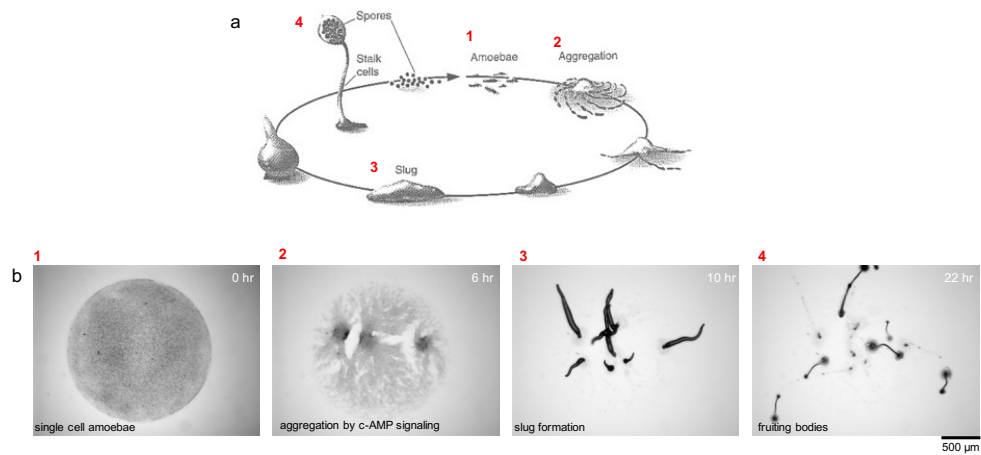 a
4
Spores
1
2
Amoebae
Aggregation
Stalk
cells
3
Slug
b
1
2
3
4
0 hr
6 hr
10 hr
22 hr
single cell amoebae
aggregation by c-AMP signaling
slug formation
fruiting bodies
500 µm